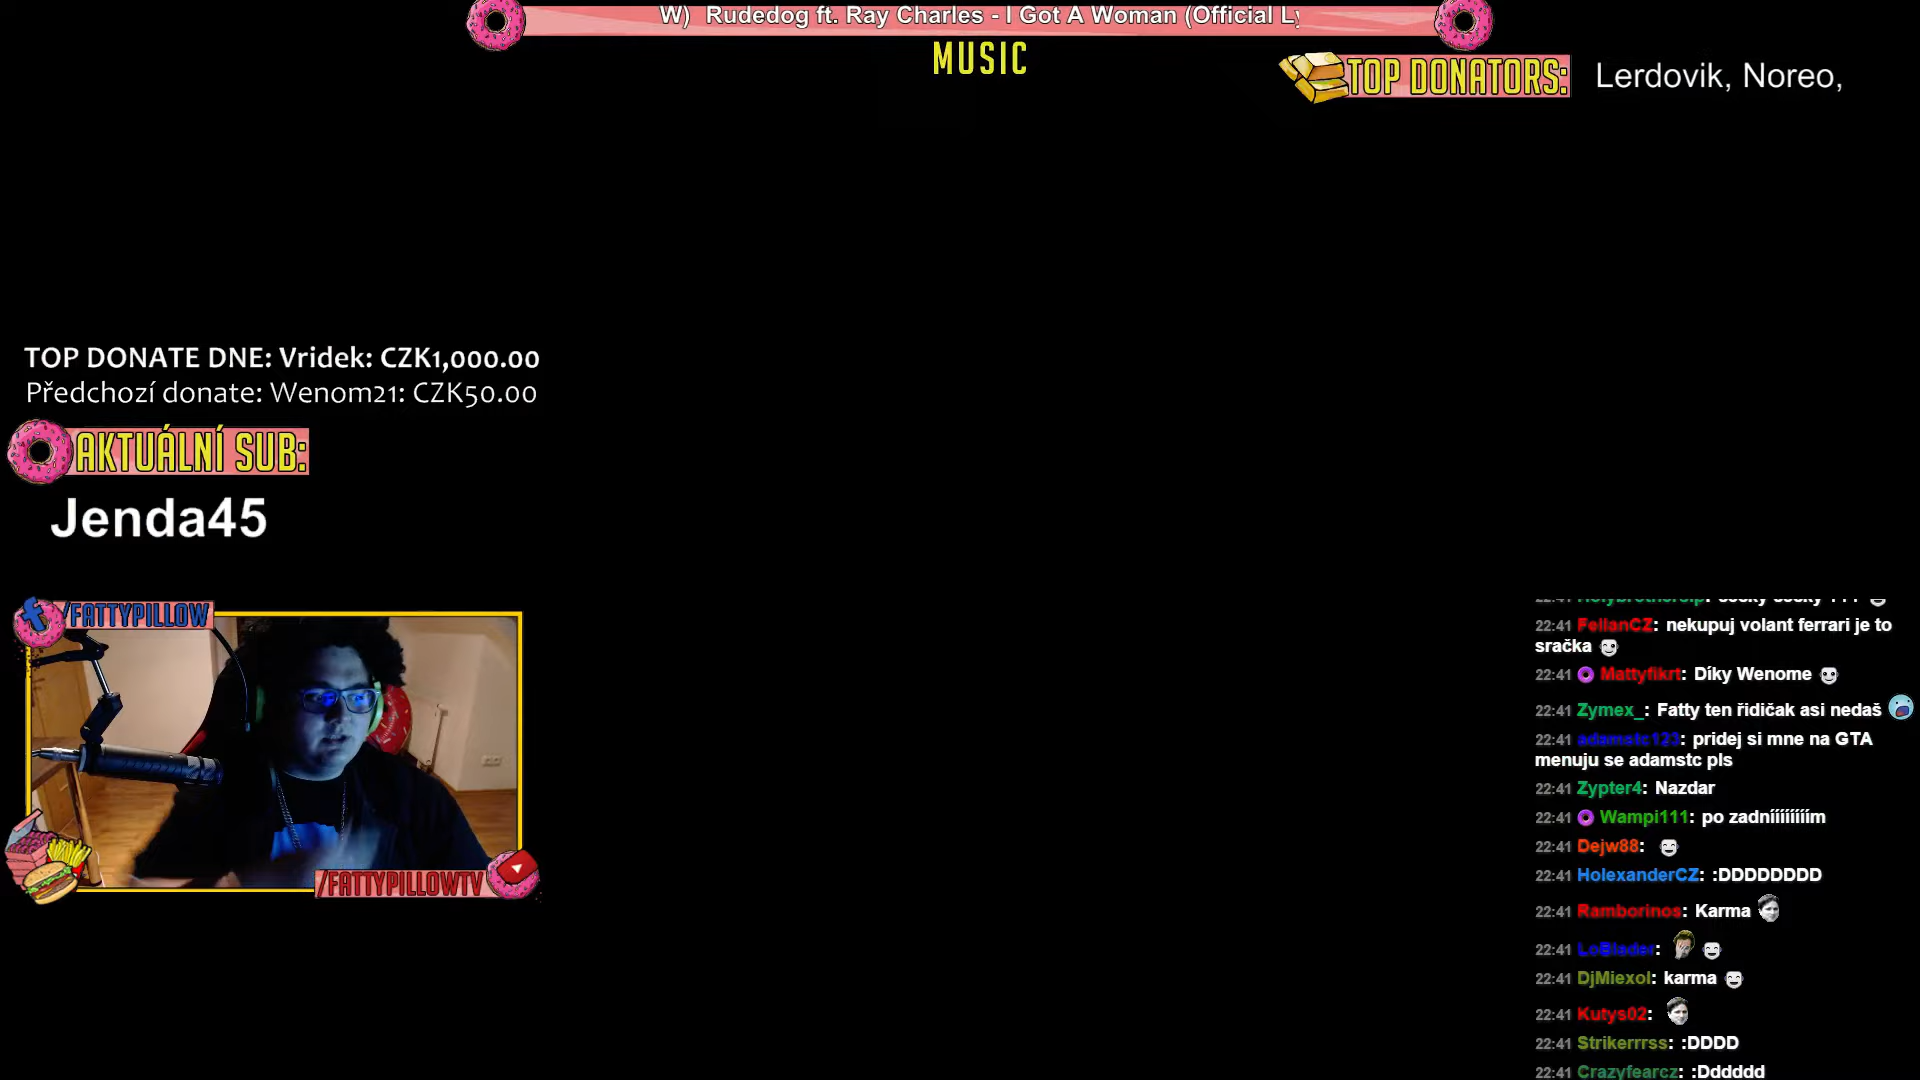 W) Rudedog ft. Ray Charles - I Got A Woman (Official Ly
MUSIC
TOP DONATORS: Lerdovik, Noreo,
TOP DONATE DNE: Vridek: CZK1,000.00
Předchozí donate: Wenom21: CZK50.00
AKTUÁLNÍ SUB:
Jenda45
/FATTYPILLOW
/FATTYPILLOWTV
22:41 FelianCZ: nekupuj volant ferrari je to
sračka
22:41 Mattyfikrt: Díky Wenome
22:41 Zymex_: Fatty ten řidičak asi nedaš
22:41 adamstc123: pridej si mne na GTA
menuju se adamstc pls
22:41 Zypter4: Nazdar
22:41 Wampi111: po zadníííííííím
22:41 Dejw88:
22:41 HolexanderCZ: :DDDDDDDD
22:41 Ramborinos: Karma
22:41 LoBlader:
22:41 DjMiexol: karma
22:41 Kutys02:
22:41 Strikerrrss: :DDDD
22:41 Crazyfearcz: :Dddddd